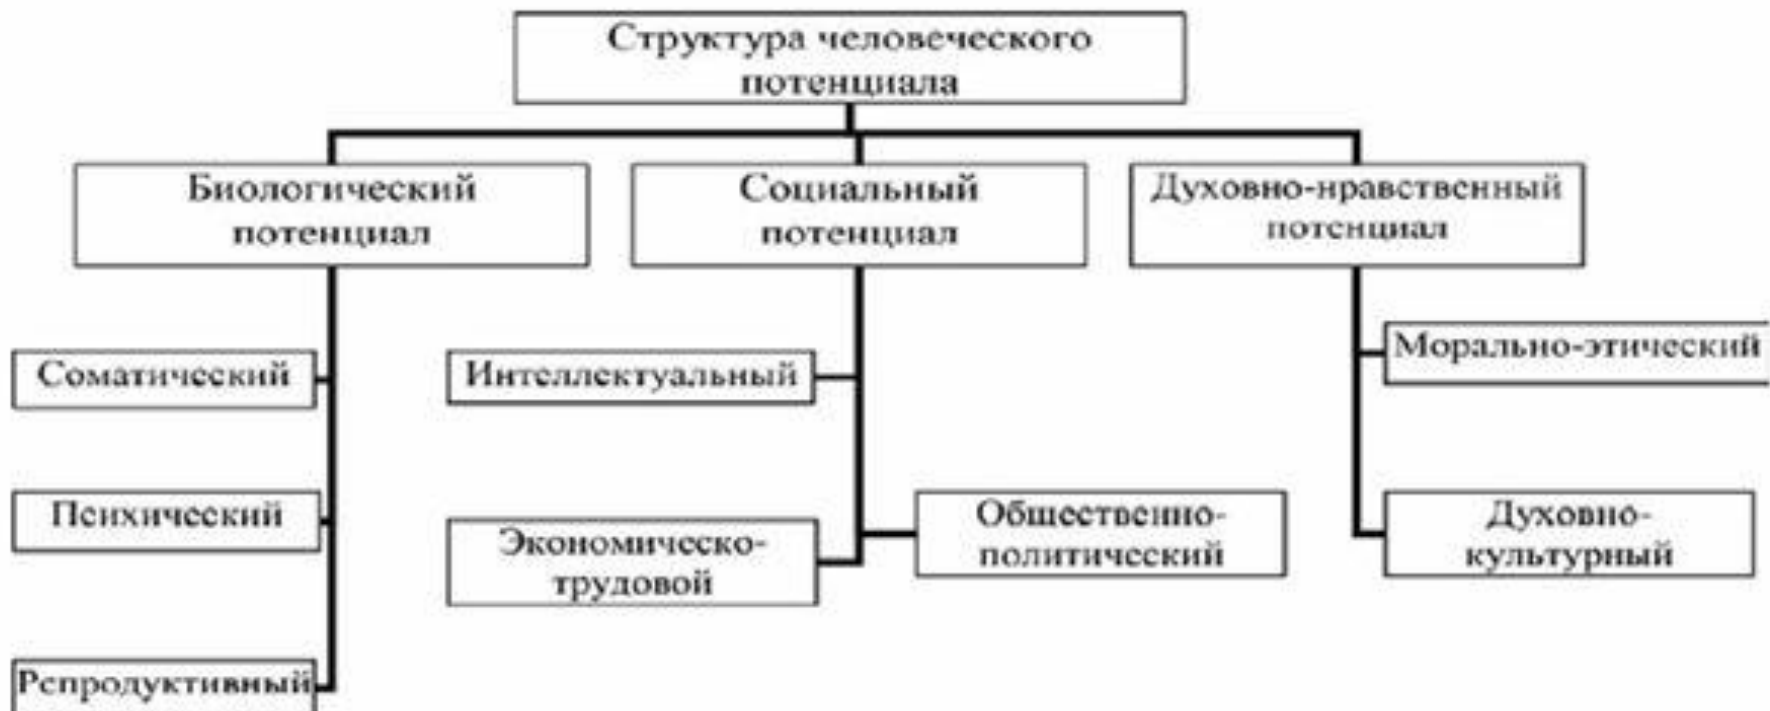 Структура человеческого
потенциала
Биологический
потенциал
Социальный
потенциал
Духовно-нравственный
потенциал
Соматический
Психический
Репродуктивный
Интеллектуальный
Экономическо-
трудовой
Общественно-
политический
Морально-этический
Духовно-
культурный